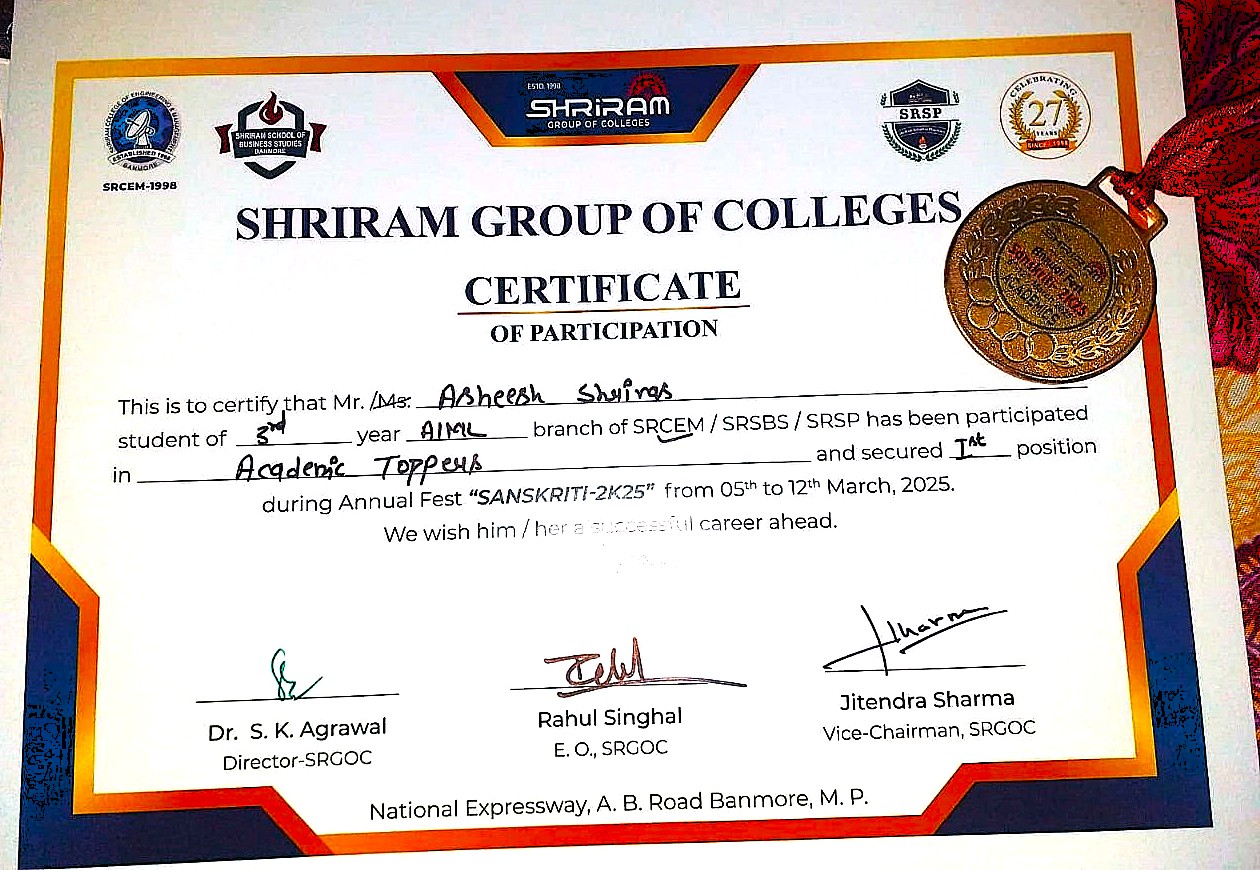 ESTD. 1998
SHRiRAM
GROUP OF COLLEGES
SHRIRAM COLLEGE OF ENGINEERING & MANAGEMENT
ESTABLISHED 1998
BANMORE
SRCEM-1998
SHRIRAM SCHOOL OF
BUSINESS STUDIES
BANMORE
SRSP
CELEBRATING
27
YEARS
SINCE - 1998
SHRIRAM GROUP OF COLLEGES
CERTIFICATE
OF PARTICIPATION
This is to certify that Mr. /Ms. Asheesh Shrivas
student of 3rd year AIML branch of SRCEM / SRSBS / SRSP has been participated
in Academic Toppers and secured Ist position
during Annual Fest “SANSKRITI-2K25” from 05th to 12th March, 2025.
We wish him / her a successful career ahead.
Dr. S. K. Agrawal
Director-SRGOC
Rahul Singhal
E. O., SRGOC
Jitendra Sharma
Vice-Chairman, SRGOC
National Expressway, A. B. Road Banmore, M. P.